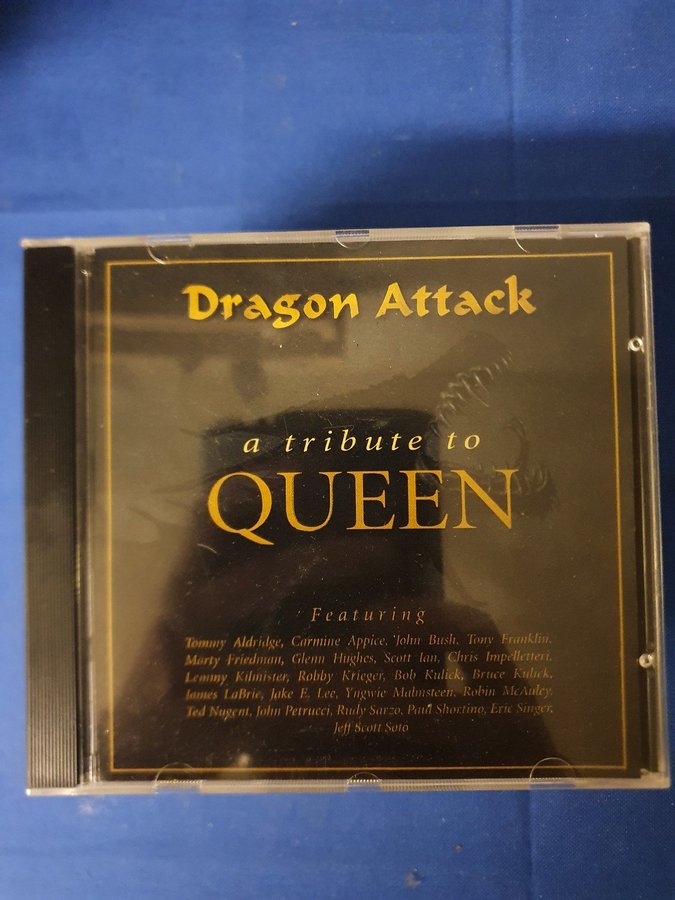 Dragon Attack
a tribute to
QUEEN
Featuring
Tommy Aldridge, Carmine Appice, John Bush, Tony Franklin,
Marty Friedman, Glenn Hughes, Scott Ian, Chris Impelletteri,
Lemmy Kilmister, Robby Krieger, Bob Kulick, Bruce Kulick,
James LaBrie, Jake E. Lee, Yngwie Malmsteen, Robin McAuley,
Ted Nugent, John Petrucci, Rudy Sarzo, Paul Shortino, Eric Singer,
Jeff Scott Soto